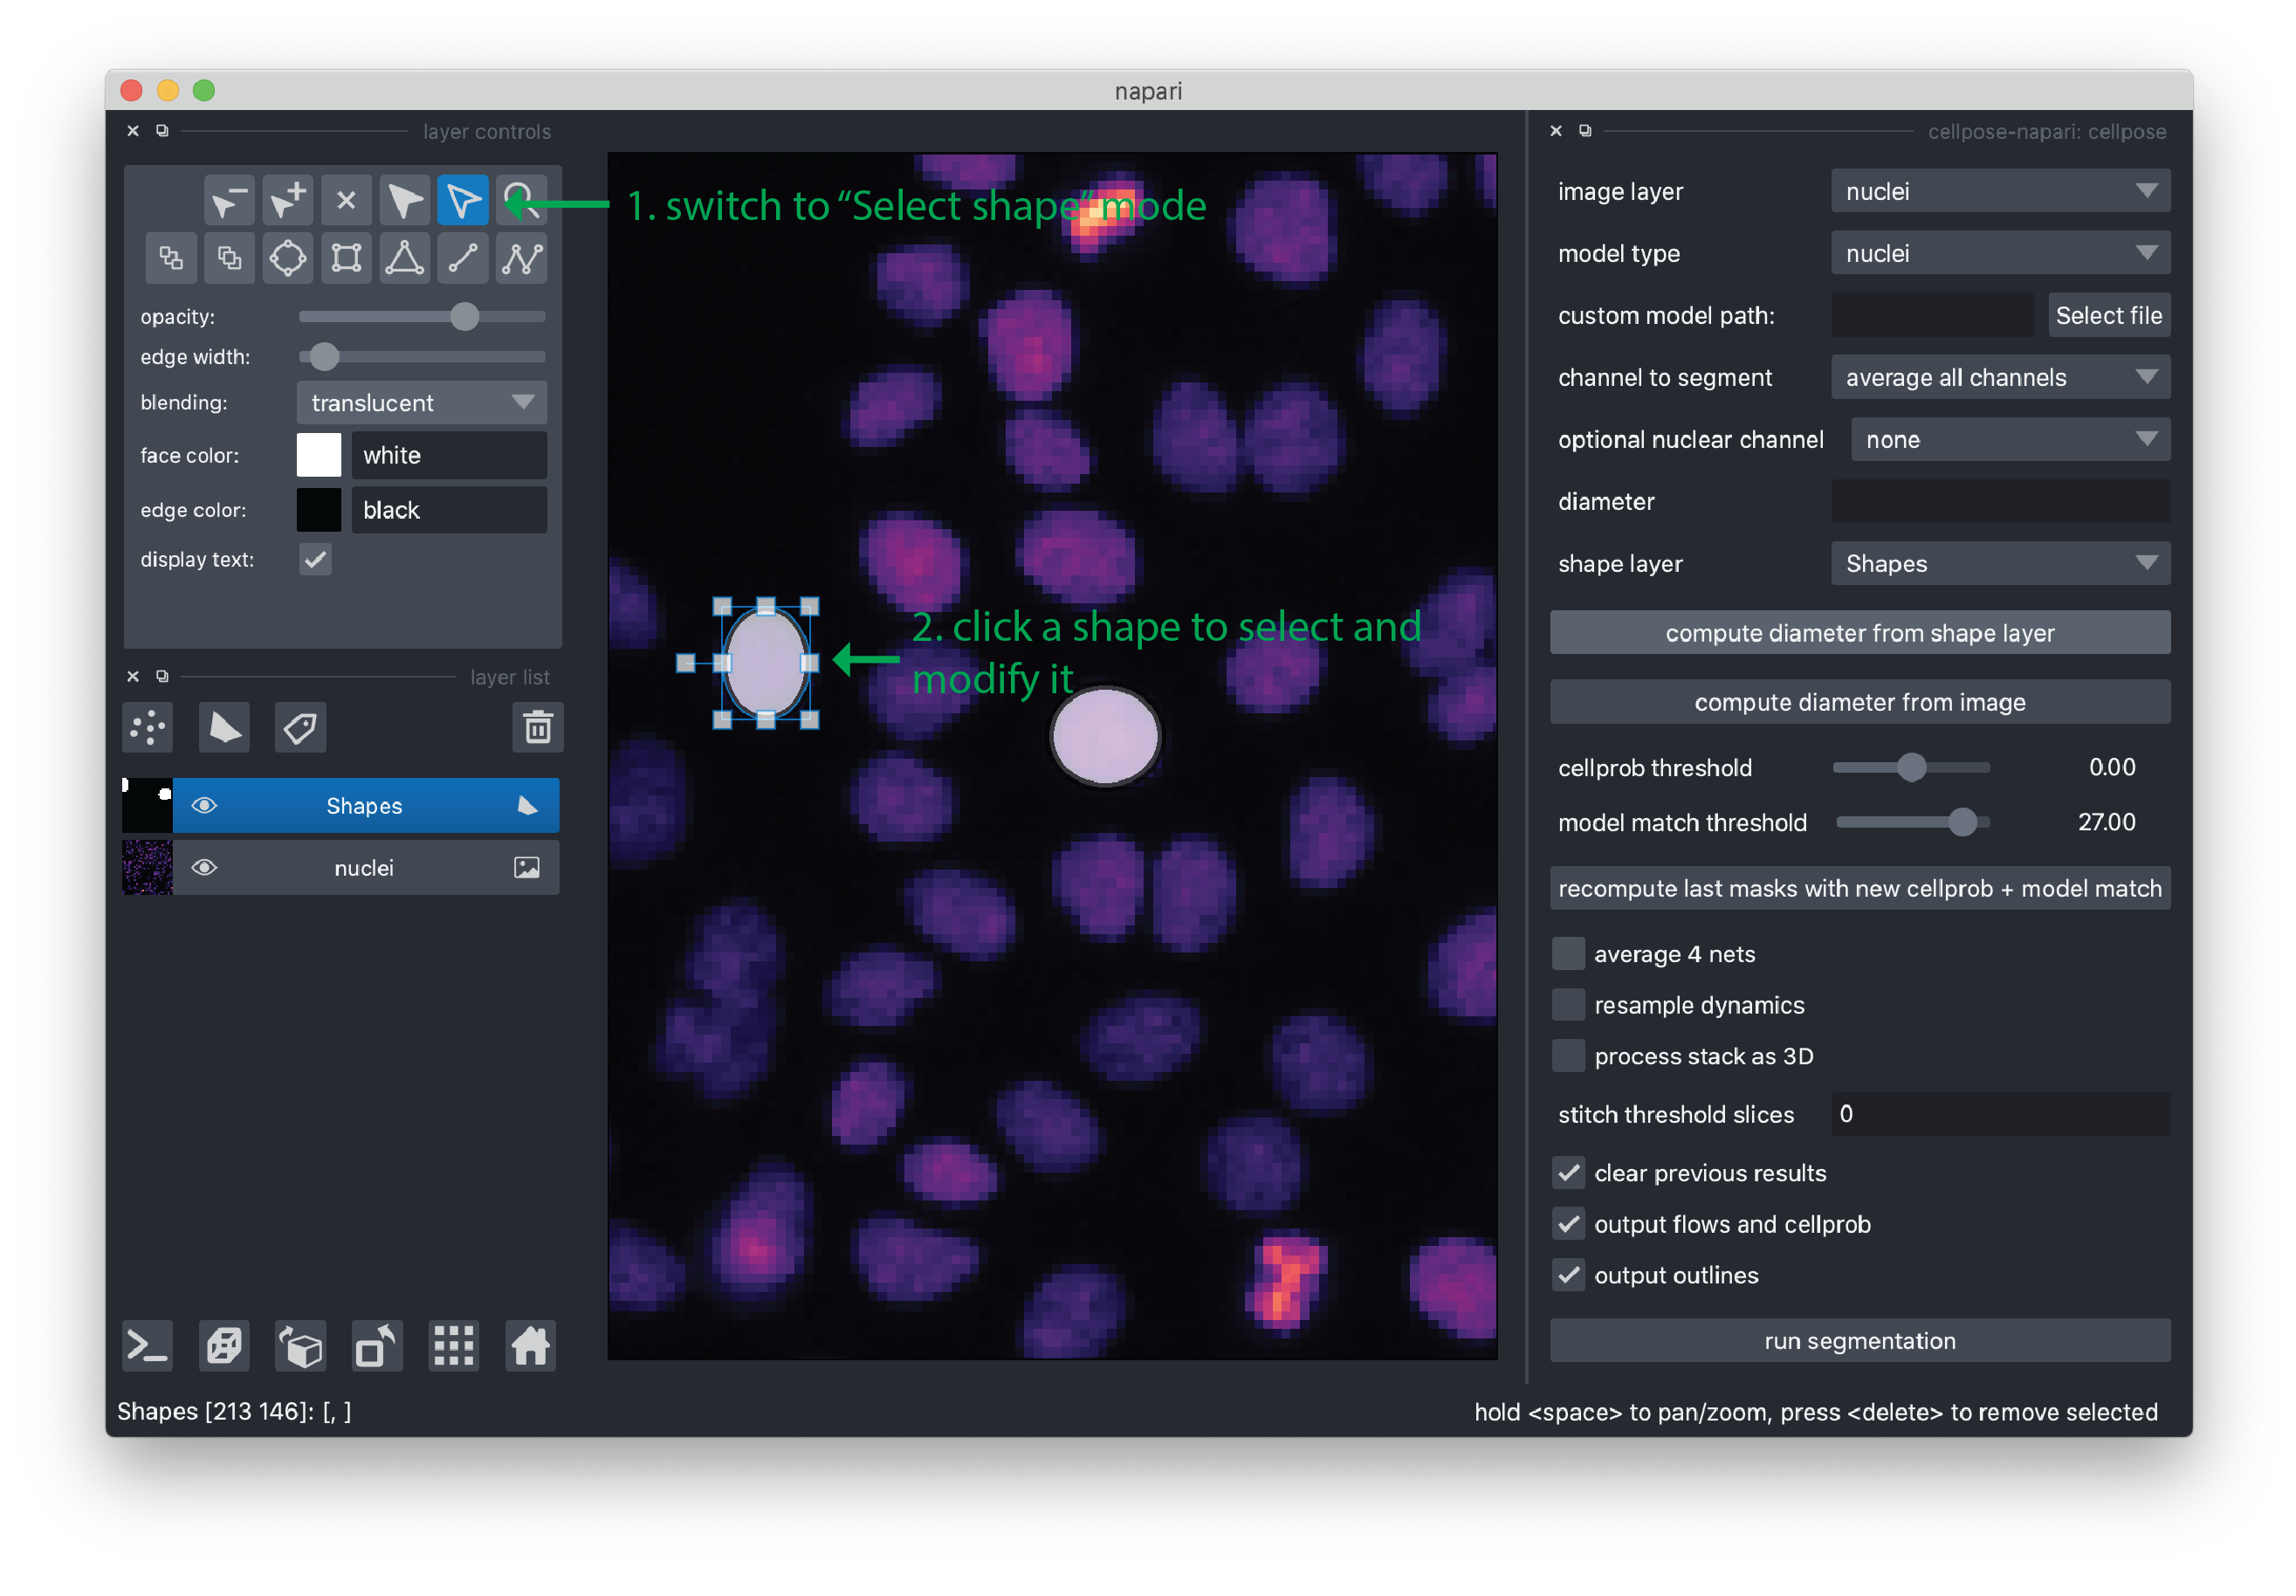 napari
layer controls
1. switch to “Select shape” mode
opacity:
edge width:
blending:
translucent
face color:
white
edge color:
black
display text:
2. click a shape to select and
modify it
layer list
Shapes
nuclei
cellpose-napari: cellpose
image layer
nuclei
model type
nuclei
custom model path:
Select file
channel to segment
average all channels
optional nuclear channel
none
diameter
shape layer
Shapes
compute diameter from shape layer
compute diameter from image
cellprob threshold
0.00
model match threshold
27.00
recompute last masks with new cellprob + model match
average 4 nets
resample dynamics
process stack as 3D
stitch threshold slices
0
clear previous results
output flows and cellprob
output outlines
run segmentation
Shapes [213 146]: [, ]
hold <space> to pan/zoom, press <delete> to remove selected